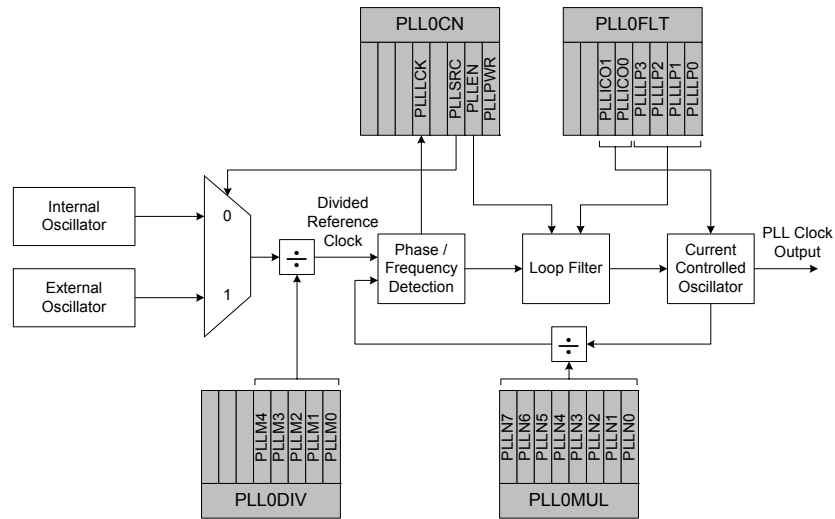 PLL0CN
PLLLCK
PLLSRC
PLLEN
PLLPWR
PLL0FLT
PLLICO1
PLLICO0
PLLLP3
PLLLP2
PLLLP1
PLLLP0
Internal
Oscillator
External
Oscillator
0
1
÷
Divided
Reference
Clock
Phase /
Frequency
Detection
Loop Filter
Current
Controlled
Oscillator
PLL Clock
Output
÷
PLLM4
PLLM3
PLLM2
PLLM1
PLLM0
PLL0DIV
PLLN7
PLLN6
PLLN5
PLLN4
PLLN3
PLLN2
PLLN1
PLLN0
PLL0MUL